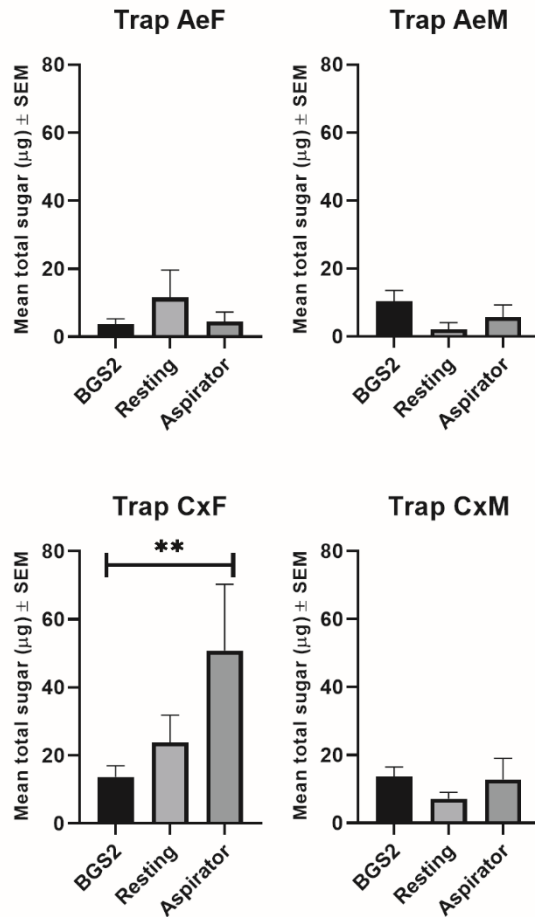 Trap AeF
Mean total sugar (μg) ± SEM
80
60
40
20
0
BGS2
Resting
Aspirator
Trap AeM
Mean total sugar (μg) ± SEM
80
60
40
20
0
BGS2
Resting
Aspirator
Trap CxF
Mean total sugar (μg) ± SEM
80
60
40
20
0
**
BGS2
Resting
Aspirator
Trap CxM
Mean total sugar (μg) ± SEM
80
60
40
20
0
BGS2
Resting
Aspirator